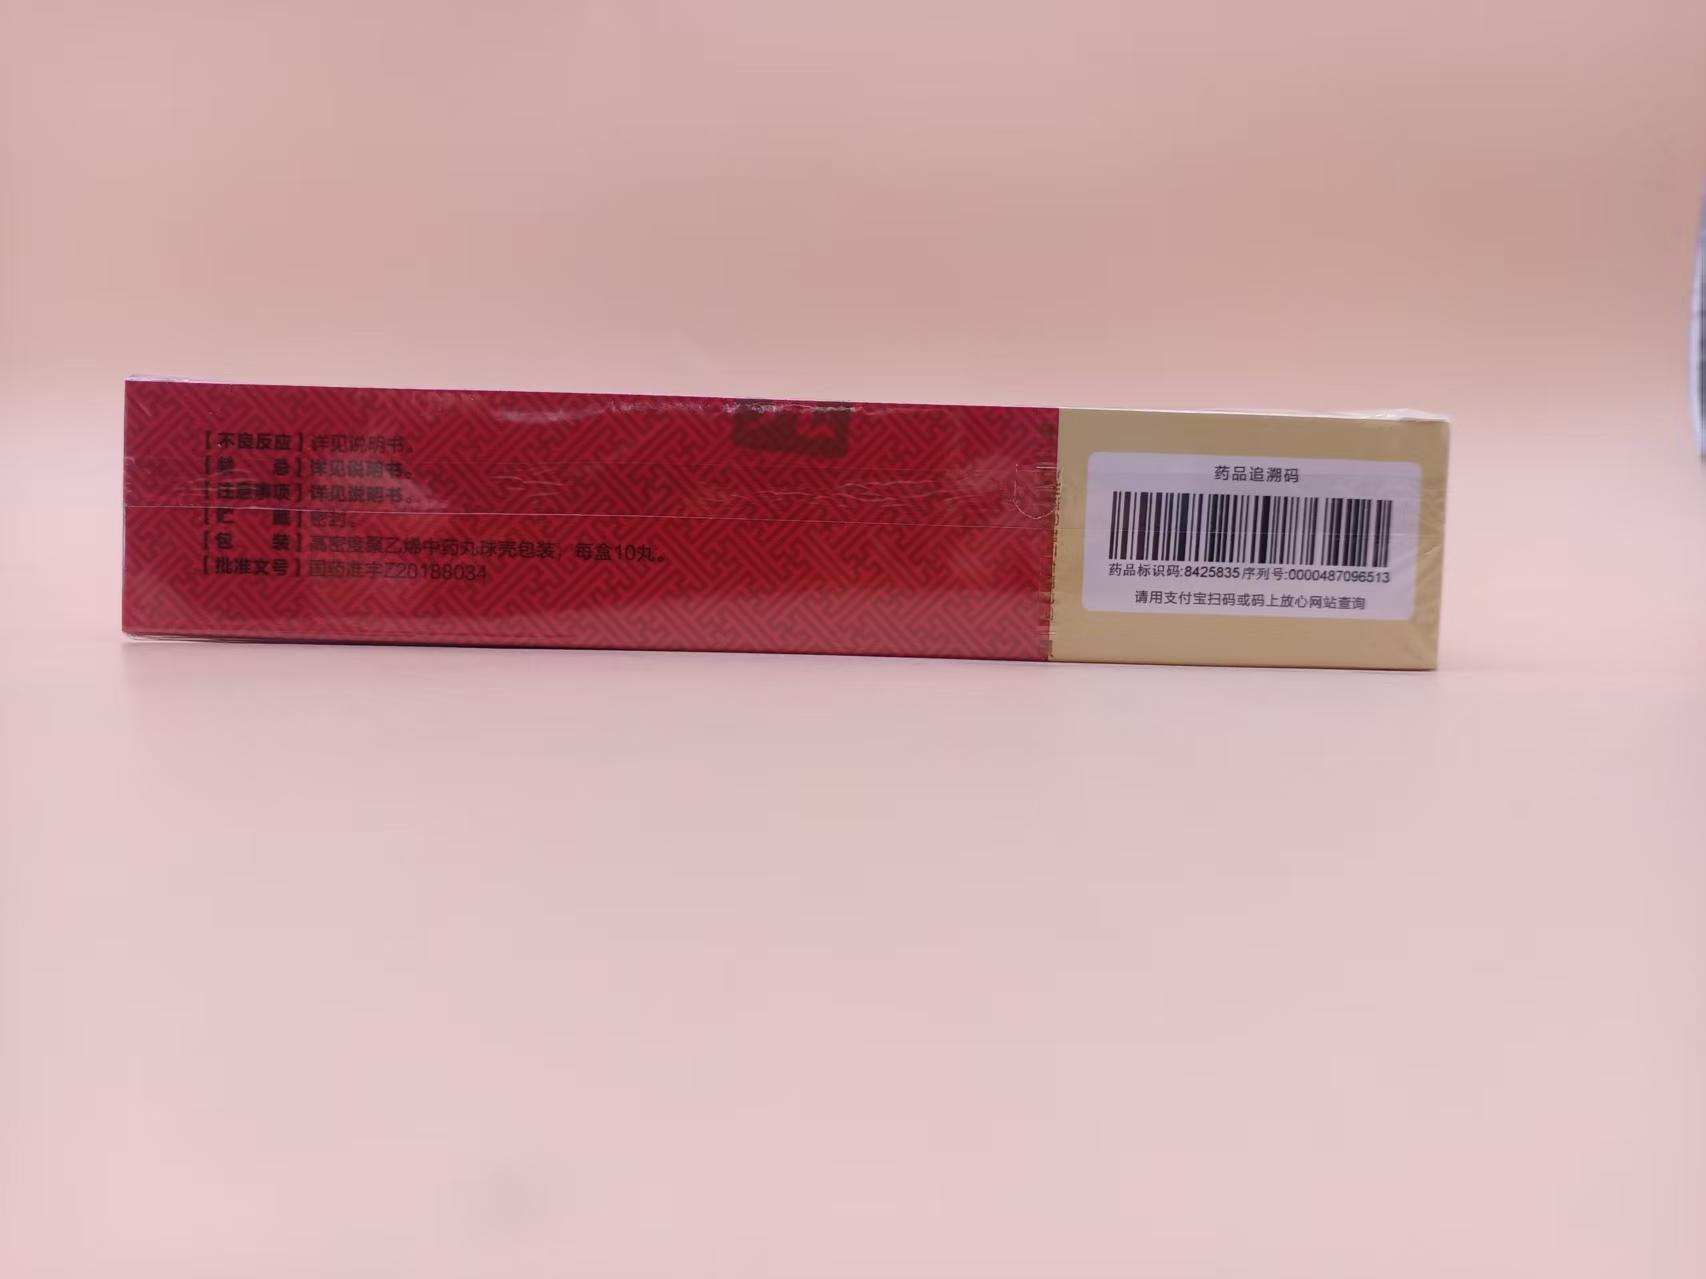 【不良反应】详见说明书。
【禁 忌】详见说明书。
【注意事项】详见说明书。
【贮 藏】密封。
【包 装】高密度聚乙烯中药丸球壳包装，每盒10丸。
【批准文号】国药准字Z20188034
药品追溯码
药品标识码:8425835 序列号:0000487096513
请用支付宝扫码或码上放心网站查询